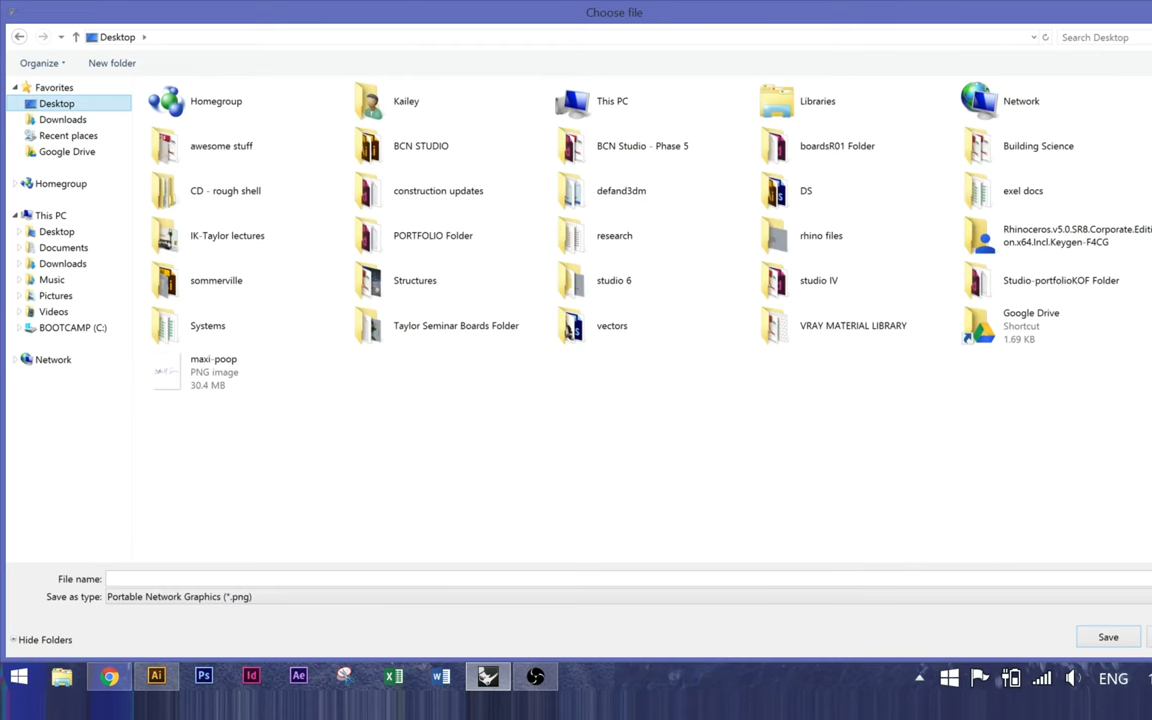 Choose file
Desktop
Search Desktop
Organize
New folder
Favorites
Desktop
Downloads
Recent places
Google Drive
Homegroup
This PC
Desktop
Documents
Downloads
Music
Pictures
Videos
BOOTCAMP (C:)
Network
Homegroup
Kailey
This PC
Libraries
Network
awesome stuff
BCN STUDIO
BCN Studio - Phase 5
boardsR01 Folder
Building Science
CD - rough shell
construction updates
defand3dm
DS
exel docs
IK-Taylor lectures
PORTFOLIO Folder
research
rhino files
Rhinoceros.v5.0.SR8.Corporate.Editi
on.x64.Incl.Keygen-F4CG
sommerville
Structures
studio 6
studio IV
Studio-portfolioKOF Folder
Systems
Taylor Seminar Boards Folder
vectors
VRAY MATERIAL LIBRARY
Google Drive
Shortcut
1.69 KB
maxi-poop
PNG image
30.4 MB
File name:
Save as type: Portable Network Graphics (*.png)
Hide Folders
Save
Ai
Ps
Id
Ae
ENG